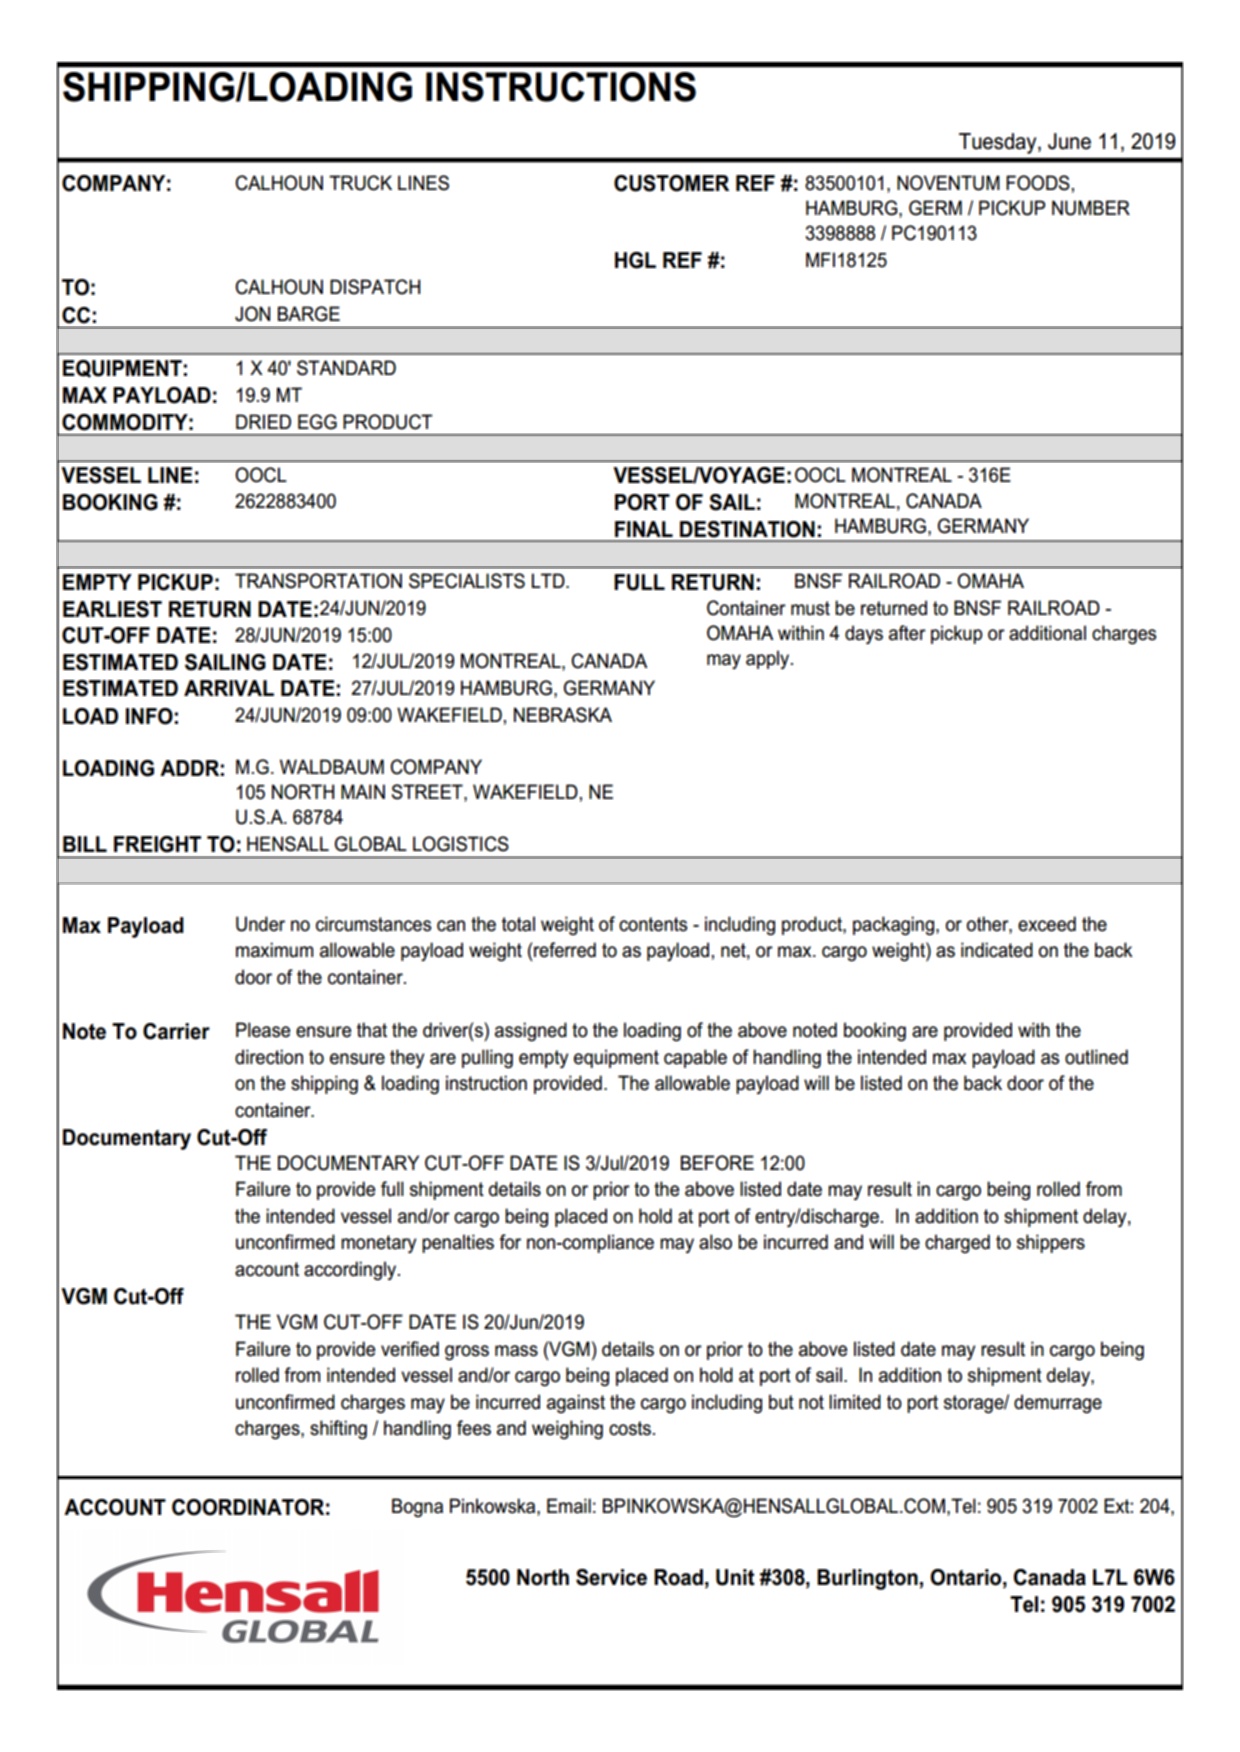 SHIPPING/LOADING INSTRUCTIONS
Tuesday, June 11, 2019
COMPANY: CALHOUN TRUCK LINES
CUSTOMER REF #: 83500101, NOVENTUM FOODS,
HAMBURG, GERM / PICKUP NUMBER
3398888 / PC190113
HGL REF #: MFI18125
TO: CALHOUN DISPATCH
CC: JON BARGE
EQUIPMENT: 1 X 40' STANDARD
MAX PAYLOAD: 19.9 MT
COMMODITY: DRIED EGG PRODUCT
VESSEL LINE: OOCL
VESSEL/VOYAGE: OOCL MONTREAL - 316E
BOOKING #: 2622883400
PORT OF SAIL: MONTREAL, CANADA
FINAL DESTINATION: HAMBURG, GERMANY
EMPTY PICKUP: TRANSPORTATION SPECIALISTS LTD.
FULL RETURN: BNSF RAILROAD - OMAHA
Container must be returned to BNSF RAILROAD -
OMAHA within 4 days after pickup or additional charges
may apply.
EARLIEST RETURN DATE: 24/JUN/2019
CUT-OFF DATE: 28/JUN/2019 15:00
ESTIMATED SAILING DATE: 12/JUL/2019 MONTREAL, CANADA
ESTIMATED ARRIVAL DATE: 27/JUL/2019 HAMBURG, GERMANY
LOAD INFO: 24/JUN/2019 09:00 WAKEFIELD, NEBRASKA
LOADING ADDR: M.G. WALDBAUM COMPANY
105 NORTH MAIN STREET, WAKEFIELD, NE
U.S.A. 68784
BILL FREIGHT TO: HENSALL GLOBAL LOGISTICS
Max Payload Under no circumstances can the total weight of contents - including product, packaging, or other, exceed the
maximum allowable payload weight (referred to as payload, net, or max. cargo weight) as indicated on the back
door of the container.
Note To Carrier Please ensure that the driver(s) assigned to the loading of the above noted booking are provided with the
direction to ensure they are pulling empty equipment capable of handling the intended max payload as outlined
on the shipping & loading instruction provided. The allowable payload will be listed on the back door of the
container.
Documentary Cut-Off
THE DOCUMENTARY CUT-OFF DATE IS 3/Jul/2019 BEFORE 12:00
Failure to provide full shipment details on or prior to the above listed date may result in cargo being rolled from
the intended vessel and/or cargo being placed on hold at port of entry/discharge. In addition to shipment delay,
unconfirmed monetary penalties for non-compliance may also be incurred and will be charged to shippers
account accordingly.
VGM Cut-Off
THE VGM CUT-OFF DATE IS 20/Jun/2019
Failure to provide verified gross mass (VGM) details on or prior to the above listed date may result in cargo being
rolled from intended vessel and/or cargo being placed on hold at port of sail. In addition to shipment delay,
unconfirmed charges may be incurred against the cargo including but not limited to port storage/ demurrage
charges, shifting / handling fees and weighing costs.
ACCOUNT COORDINATOR: Bogna Pinkowska, Email: BPINKOWSKA@HENSALLGLOBAL.COM,Tel: 905 319 7002 Ext: 204,
Hensall
GLOBAL
5500 North Service Road, Unit #308, Burlington, Ontario, Canada L7L 6W6
Tel: 905 319 7002